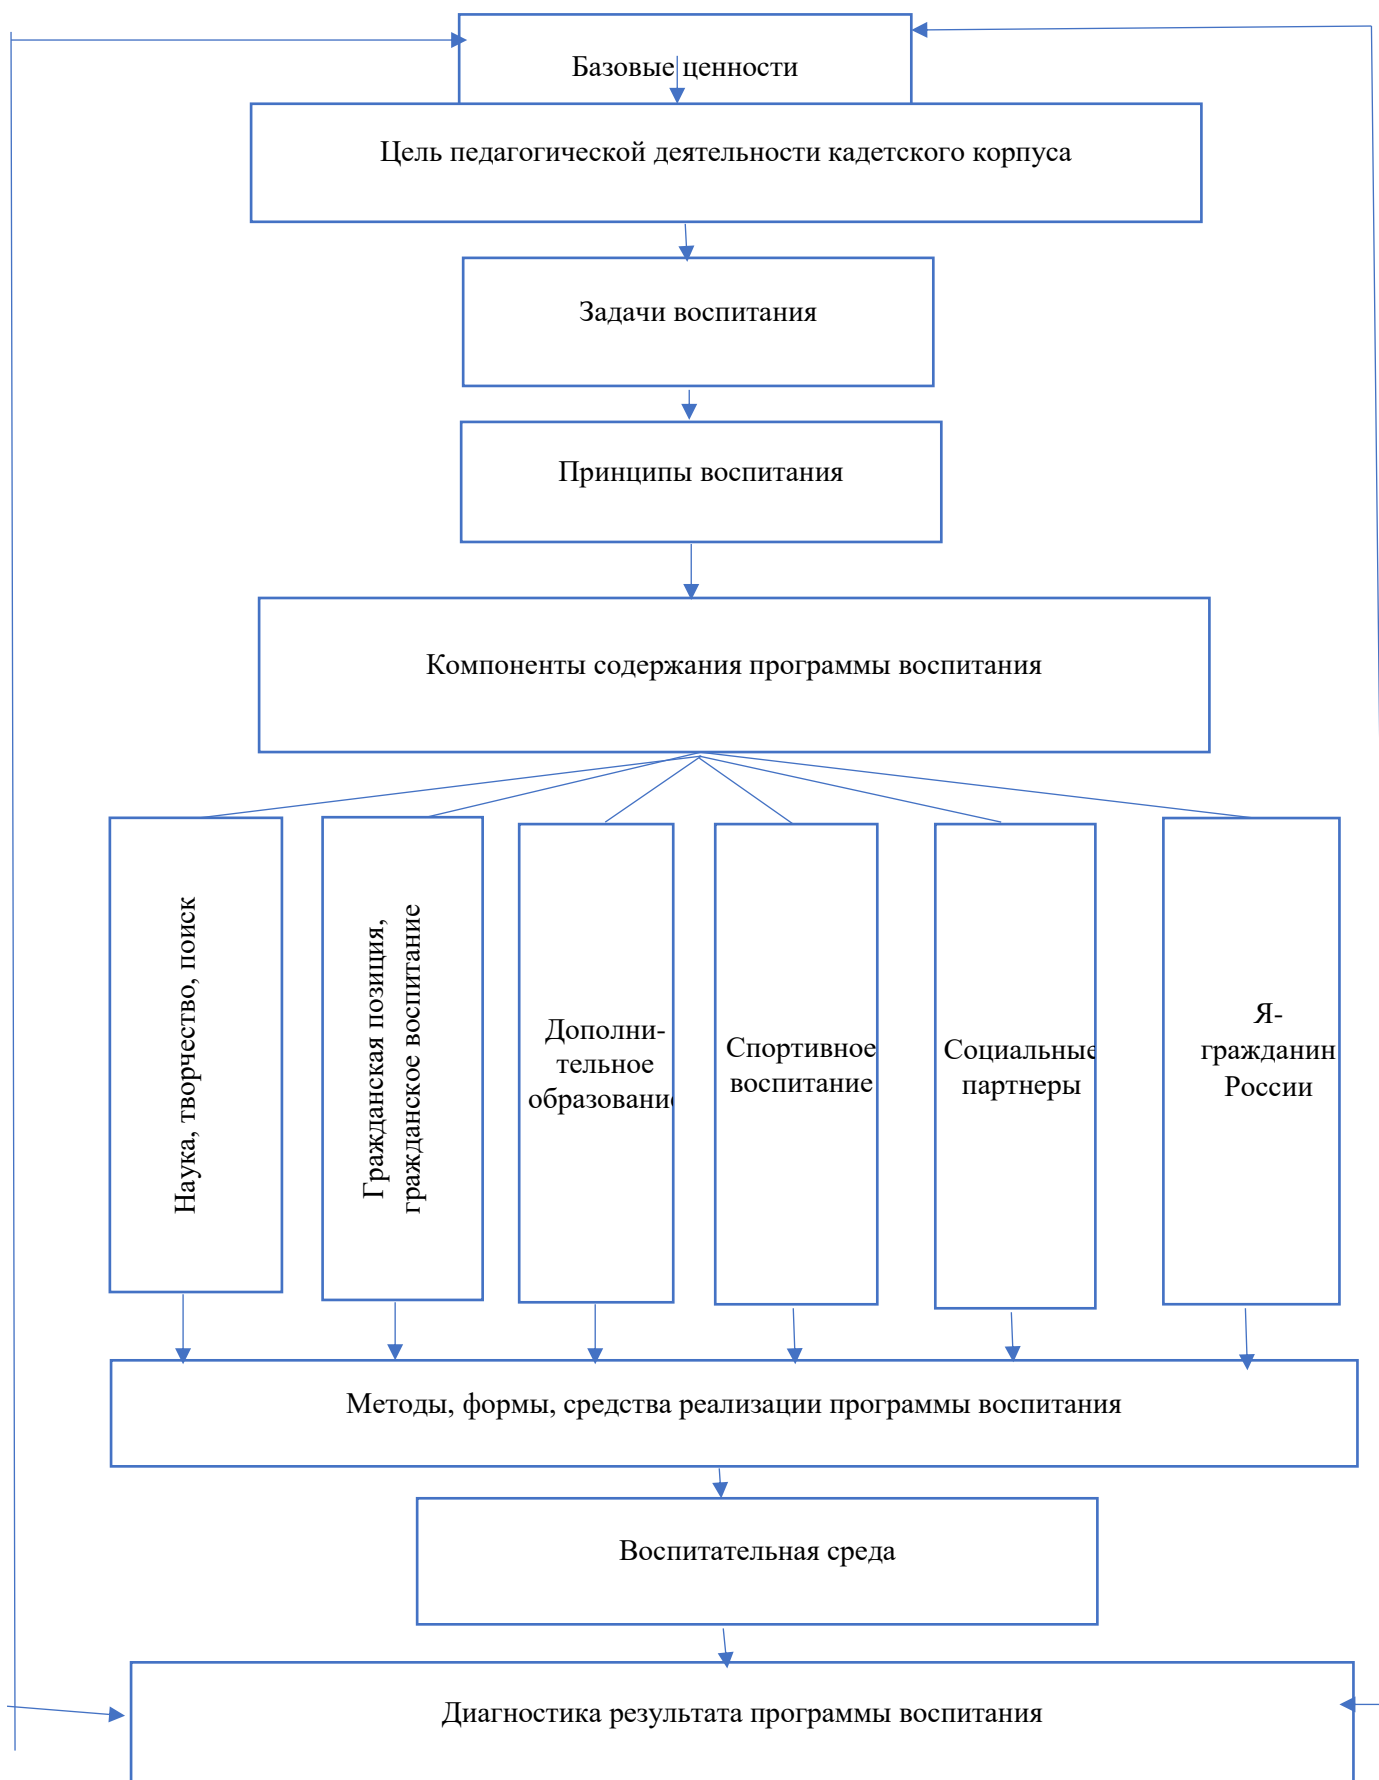 Базовые ценности
Цель педагогической деятельности кадетского корпуса
Задачи воспитания
Принципы воспитания
Компоненты содержания программы воспитания
Наука, творчество, поиск
Гражданская позиция,
гражданское воспитание
Дополни-
тельное
образование
Спортивное
воспитание
Социальные
партнеры
Я-
гражданин
России
Методы, формы, средства реализации программы воспитания
Воспитательная среда
Диагностика результата программы воспитания